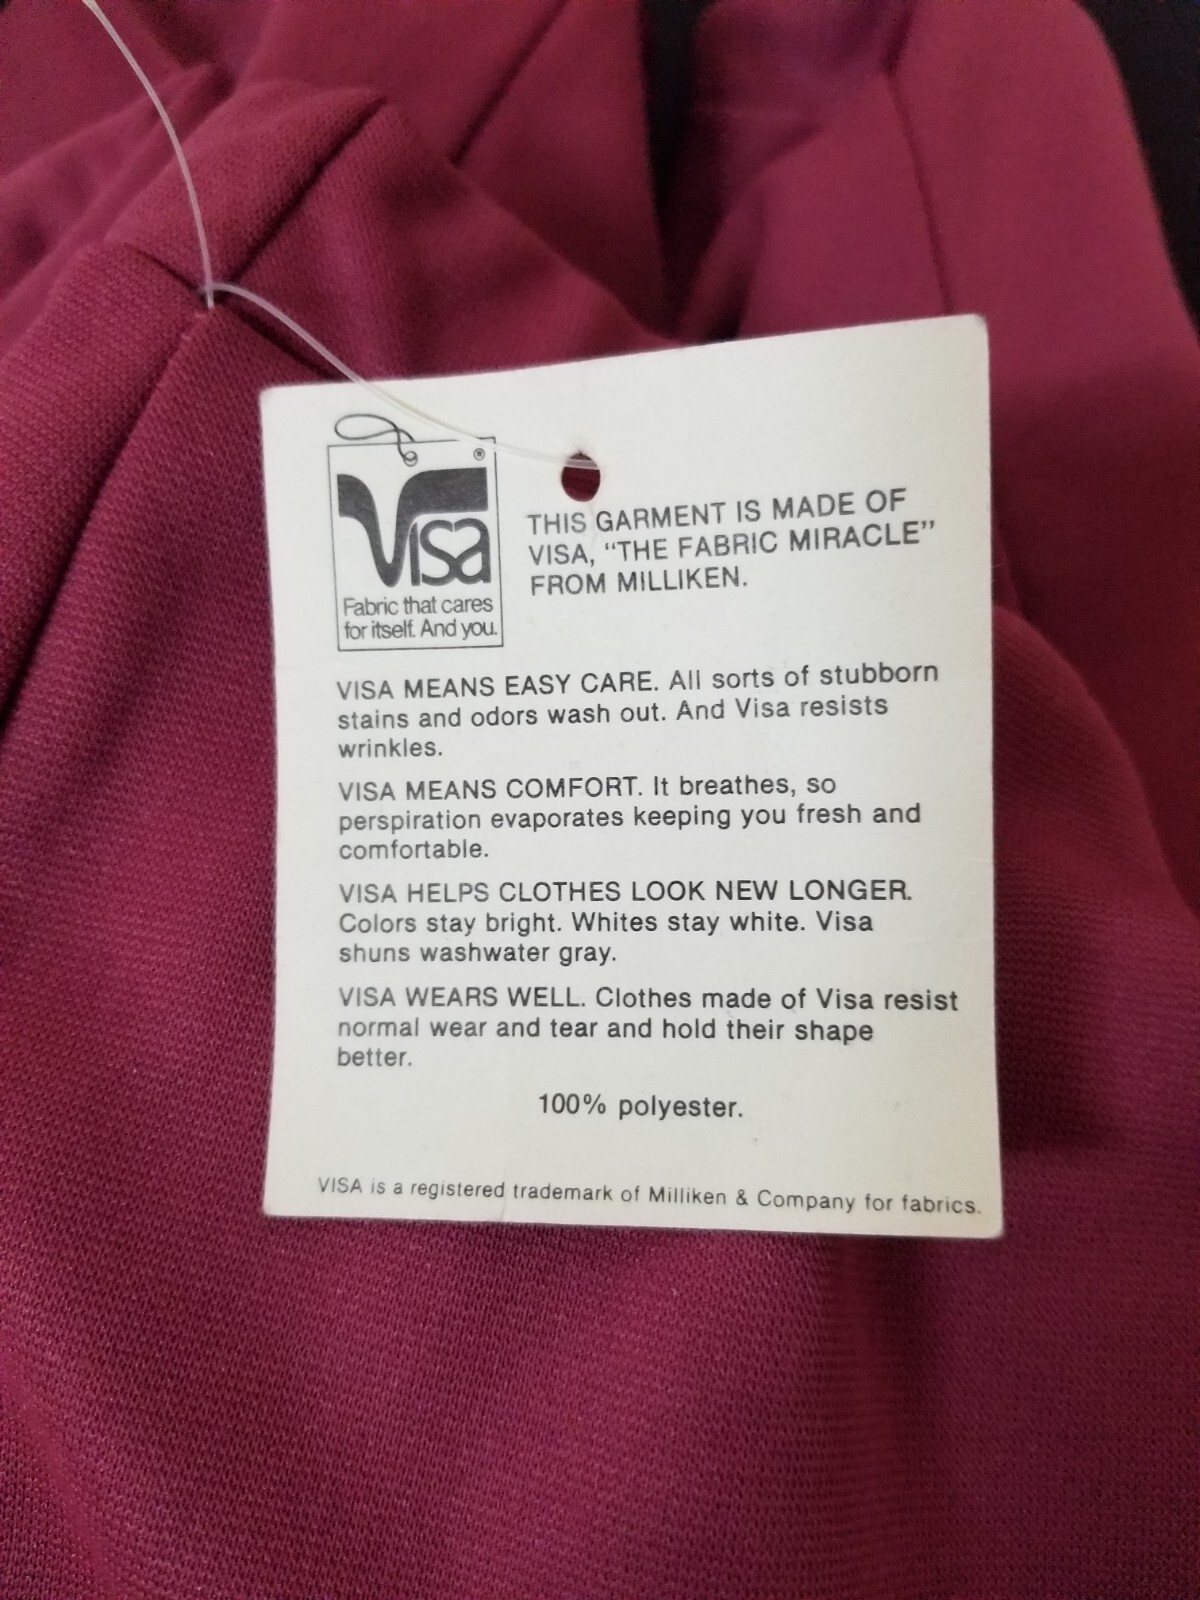 ®
Visa
Fabric that cares
for itself. And you.
THIS GARMENT IS MADE OF
VISA, “THE FABRIC MIRACLE”
FROM MILLIKEN.
VISA MEANS EASY CARE. All sorts of stubborn
stains and odors wash out. And Visa resists
wrinkles.
VISA MEANS COMFORT. It breathes, so
perspiration evaporates keeping you fresh and
comfortable.
VISA HELPS CLOTHES LOOK NEW LONGER.
Colors stay bright. Whites stay white. Visa
shuns washwater gray.
VISA WEARS WELL. Clothes made of Visa resist
normal wear and tear and hold their shape
better.
100% polyester.
VISA is a registered trademark of Milliken & Company for fabrics.